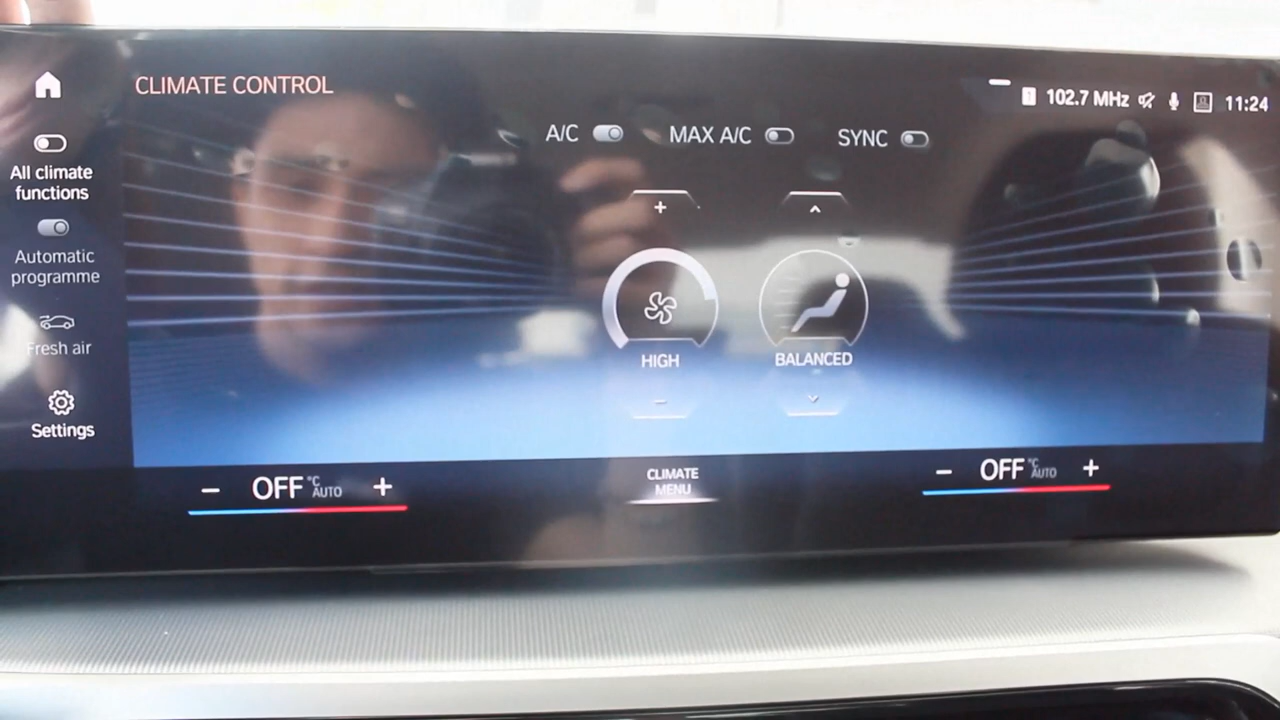 CLIMATE CONTROL
102.7 MHz
11:24
A/C
MAX A/C
SYNC
All climate
functions
Automatic
programme
Fresh air
Settings
+
HIGH
−
BALANCED
− OFF °C AUTO +
CLIMATE
MENU
− OFF °C AUTO +